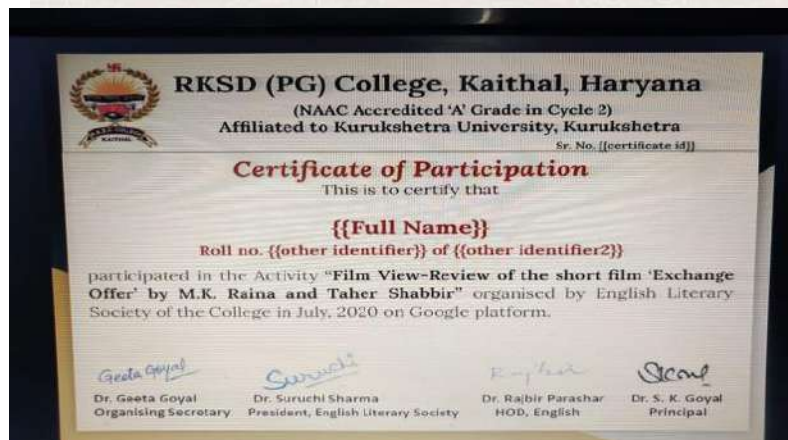 RKSD (PG) College, Kaithal, Haryana
(NAAC Accredited 'A' Grade in Cycle 2)
Affiliated to Kurukshetra University, Kurukshetra
KAITHAL
Sr. No. [[certificate id]]
Certificate of Participation
This is to certify that
{{Full Name}}
Roll no. {{other identifier}} of {{other identifier2}}
participated in the Activity "Film View-Review of the short film 'Exchange
Offer' by M.K. Raina and Taher Shabbir" organised by English Literary
Society of the College in July, 2020 on Google platform.
Geeta Goyal
Suruchi
Dr. Geeta Goyal
Organising Secretary
Dr. Suruchi Sharma
President, English Literary Society
Dr. Rajbir Parashar
HOD, English
Dr. S. K. Goyal
Principal